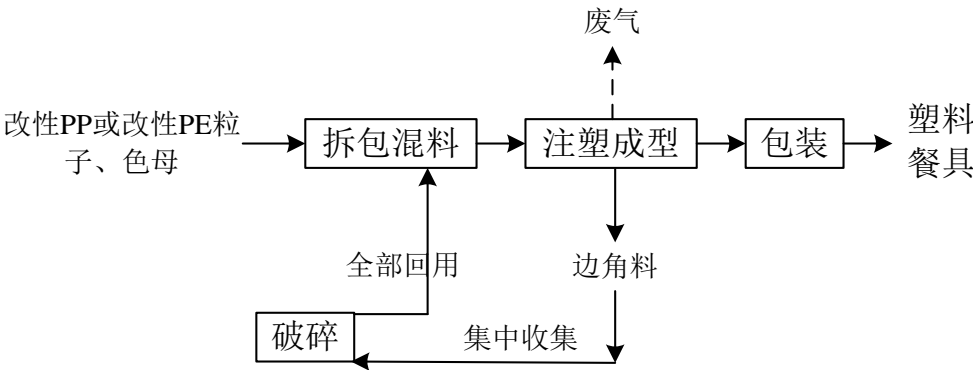 废气
改性PP或改性PE粒
子、色母
拆包混料
注塑成型
包装
塑料
餐具
全部回用
边角料
破碎
集中收集